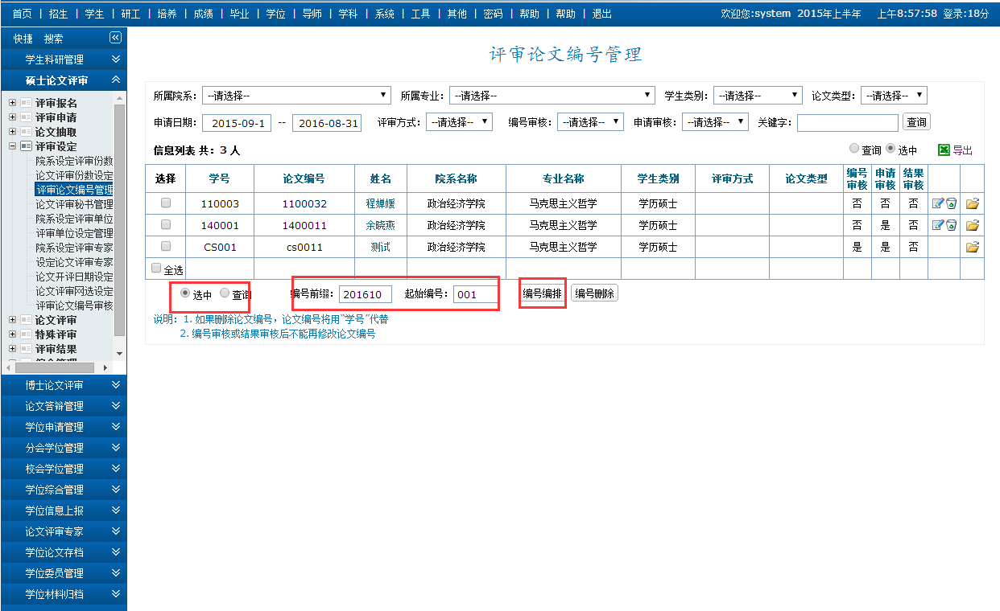 首页 | 招生 | 学生 | 研工 | 培养 | 成绩 | 毕业 | 学位 | 导师 | 学科 | 系统 | 工具 | 其他 | 密码 | 帮助 | 帮助 | 退出 欢迎您:system 2015年上半年 上午8:57:58 登录:18分
快捷 搜索
学生科研管理
硕士论文评审
评审报名
评审申请
论文抽取
评审设定
院系设定评审份数
论文评审份数设定
评审论文编号管理
论文评审秘书管理
院系设定评审单位
评审单位设定管理
院系设定评审专家
设定论文评审专家
论文开评日期设定
论文评审网选设定
评审论文编号审核
论文评审
特殊评审
评审结果
博士论文评审
论文答辩管理
学位申请管理
分会学位管理
校会学位管理
学位综合管理
学位信息上报
论文评审专家
学位论文存档
学位委员管理
学位材料归档
评审论文编号管理
所属院系: --请选择-- 所属专业: --请选择-- 学生类别: --请选择-- 论文类型: --请选择--
申请日期: 2015-09-1 -- 2016-08-31 评审方式: --请选择-- 编号审核: --请选择-- 申请审核: --请选择-- 关键字: 查询
信息列表 共: 3 人 查询 选中 导出
选择 学号 论文编号 姓名 院系名称 专业名称 学生类别 评审方式 论文类型 编号审核 申请审核 结果审核
110003 1100032 程婵媛 政治经济学院 马克思主义哲学 学历硕士 否 否 否
140001 1400011 余晓燕 政治经济学院 马克思主义哲学 学历硕士 否 是 否
CS001 cs0011 测试 政治经济学院 马克思主义哲学 学历硕士 是 是 否
全选
选中 查询 编号前缀: 201610 起始编号: 001 编号编排 编号删除
说明: 1. 如果删除论文编号，论文编号将用"学号"代替
2. 编号审核或结果审核后不能再修改论文编号